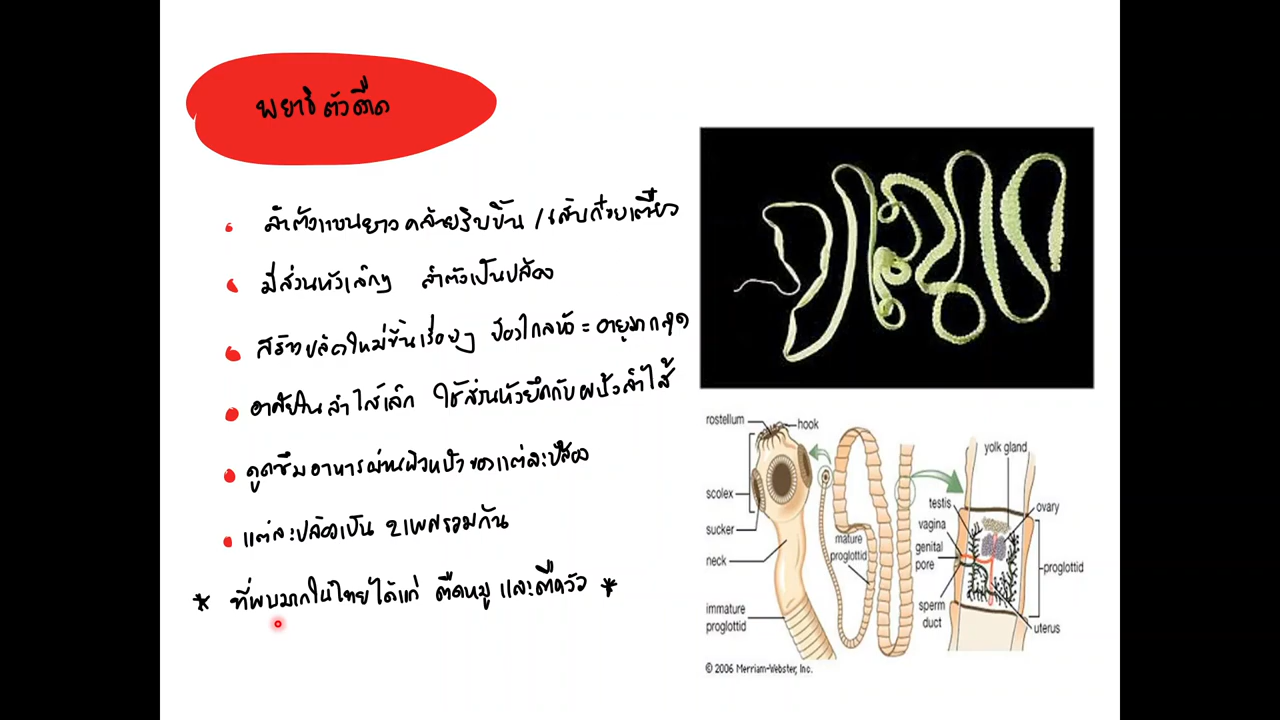 พยาธิตัวตืด
ลำตัวแบนยาว คล้ายริบบิ้น / เส้นก๋วยเตี๋ยว
มีส่วนหัวเล็กๆ ลำตัวเป็นปล้อง
สร้างปล้องใหม่ขึ้นเรื่อยๆ = อายุมากสุด
อาศัยในลำไส้เล็ก ใช้ส่วนหัวยึดกับผนังลำไส้
ดูดซึมอาหารผ่านผิวหนังของแต่ละปล้อง
แต่ละปล้องเป็น 2 เพศรวมกัน
* ที่พบมากในไทยได้แก่ ตืดหมู และตืดวัว *
rostellum
hook
scolex
sucker
neck
immature
proglottid
mature
proglottid
yolk gland
testis
ovary
vagina
genital
pore
proglottid
sperm
duct
uterus
© 2006 Merriam-Webster, Inc.